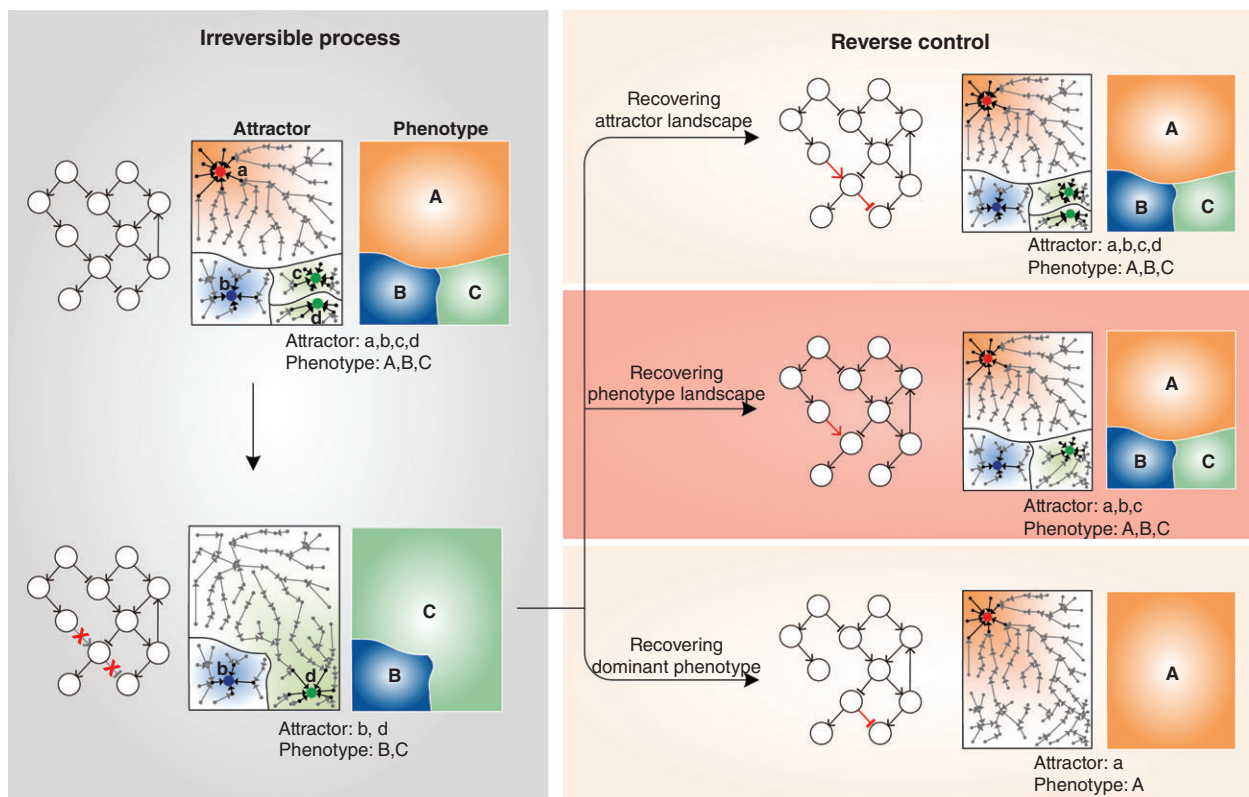 Irreversible process
Attractor
Phenotype
a
b
c
d
A
B
C
Attractor: a,b,c,d
Phenotype: A,B,C
b
d
C
B
Attractor: b, d
Phenotype: B,C
Reverse control
Recovering
attractor landscape
A
B
C
Attractor: a,b,c,d
Phenotype: A,B,C
Recovering
phenotype landscape
A
B
C
Attractor: a,b,c
Phenotype: A,B,C
Recovering
dominant phenotype
A
Attractor: a
Phenotype: A